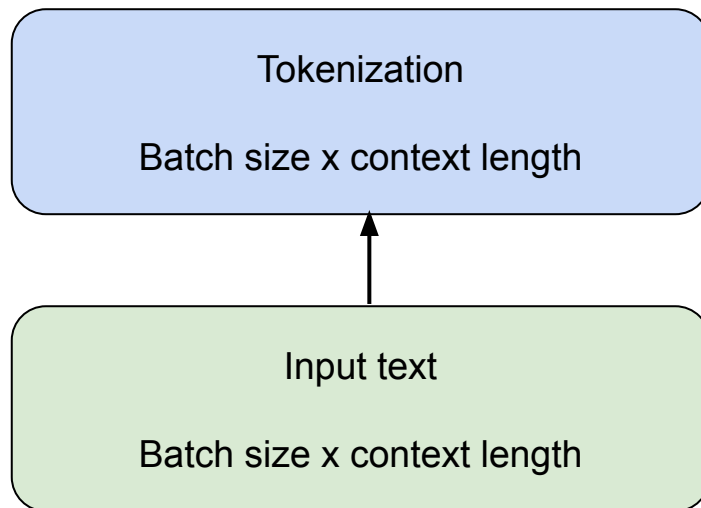 Tokenization
Batch size x context length
Input text
Batch size x context length